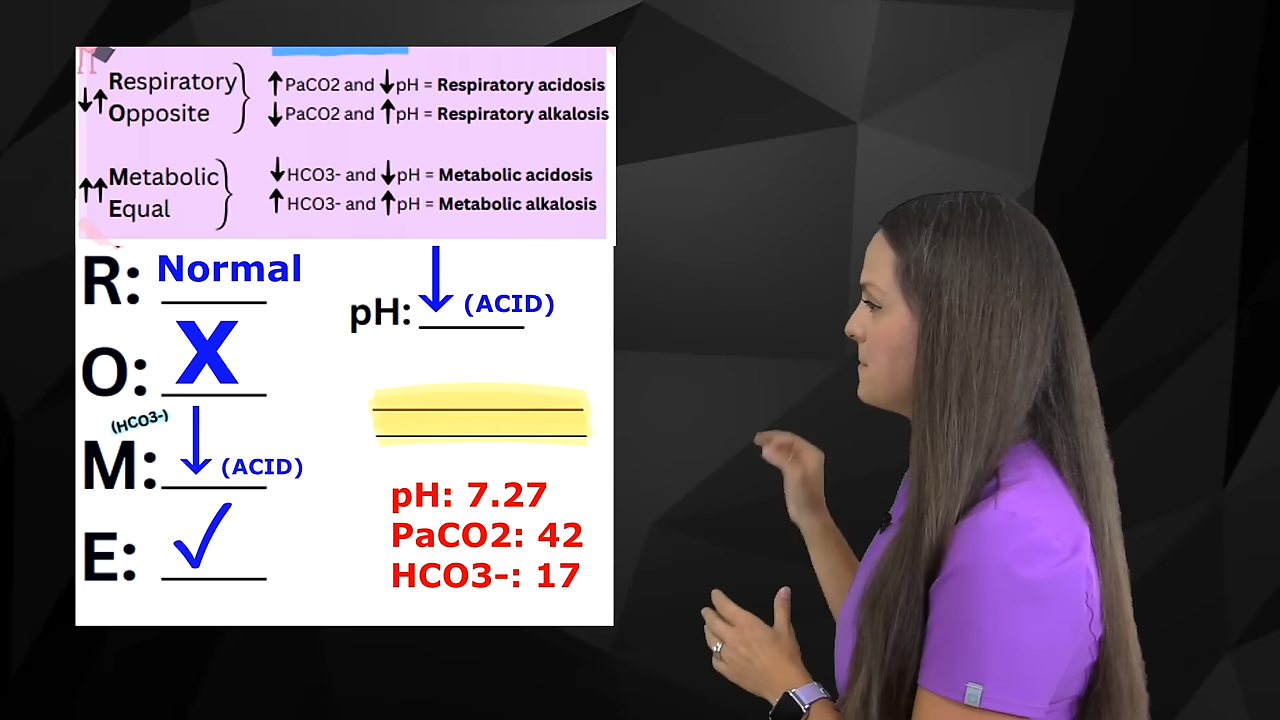 Respiratory
Opposite
↓↑
↑PaCO2 and ↓pH = Respiratory acidosis
↓PaCO2 and ↑pH = Respiratory alkalosis
Metabolic
Equal
↑↑
↓HCO3- and ↓pH = Metabolic acidosis
↑HCO3- and ↑pH = Metabolic alkalosis
R: Normal
pH: ↓ (ACID)
O: X
(HCO3-)
M: ↓ (ACID)
E: ✓
pH: 7.27
PaCO2: 42
HCO3-: 17